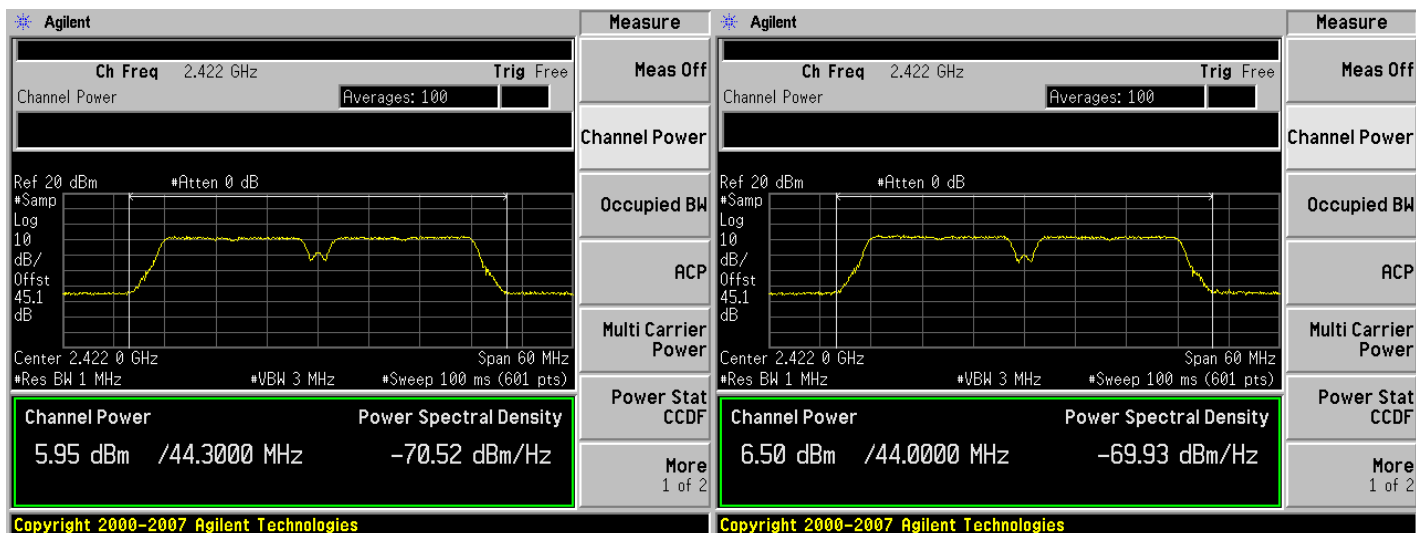 Agilent
Measure
Ch Freq 2.422 GHz
Trig Free
Channel Power
Averages: 100
Ref 20 dBm
#Atten 0 dB
#Samp
Log
10
dB/
Offst
45.1
dB
Center 2.422 0 GHz
Span 60 MHz
#Res BW 1 MHz
#VBW 3 MHz
#Sweep 100 ms (601 pts)
Channel Power
Power Spectral Density
5.95 dBm /44.3000 MHz
-70.52 dBm/Hz
Meas Off
Channel Power
Occupied BW
ACP
Multi Carrier
Power
Power Stat
CCDF
More
1 of 2
Copyright 2000-2007 Agilent Technologies
Agilent
Measure
Ch Freq 2.422 GHz
Trig Free
Channel Power
Averages: 100
Ref 20 dBm
#Atten 0 dB
#Samp
Log
10
dB/
Offst
45.1
dB
Center 2.422 0 GHz
Span 60 MHz
#Res BW 1 MHz
#VBW 3 MHz
#Sweep 100 ms (601 pts)
Channel Power
Power Spectral Density
6.50 dBm /44.0000 MHz
-69.93 dBm/Hz
Meas Off
Channel Power
Occupied BW
ACP
Multi Carrier
Power
Power Stat
CCDF
More
1 of 2
Copyright 2000-2007 Agilent Technologies